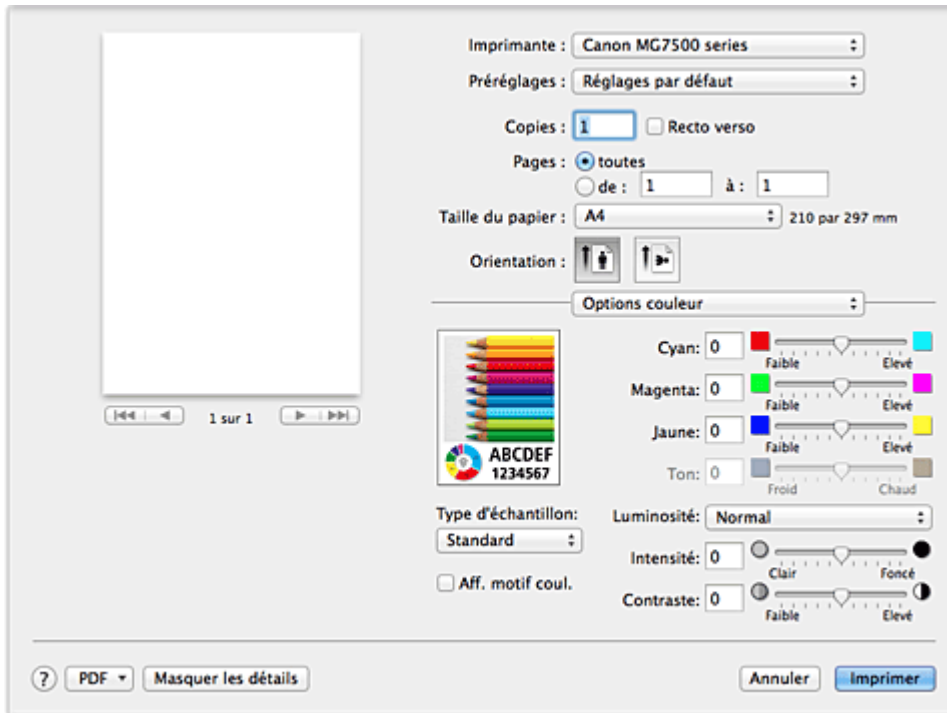 Imprimante : Canon MG7500 series
Préréglages : Réglages par défaut
Copies : 1 Recto verso
Pages : toutes
de : 1 à : 1
Taille du papier : A4 210 par 297 mm
Orientation :
Options couleur
Cyan: 0
Faible Elevé
Magenta: 0
Faible Elevé
Jaune: 0
Faible Elevé
Ton: 0
Froid Chaud
ABCDEF
1234567
1 sur 1
Type d'échantillon:
Standard
Aff. motif coul.
Luminosité: Normal
Intensité: 0
Clair Foncé
Contraste: 0
Faible Elevé
? PDF Masquer les détails Annuler Imprimer